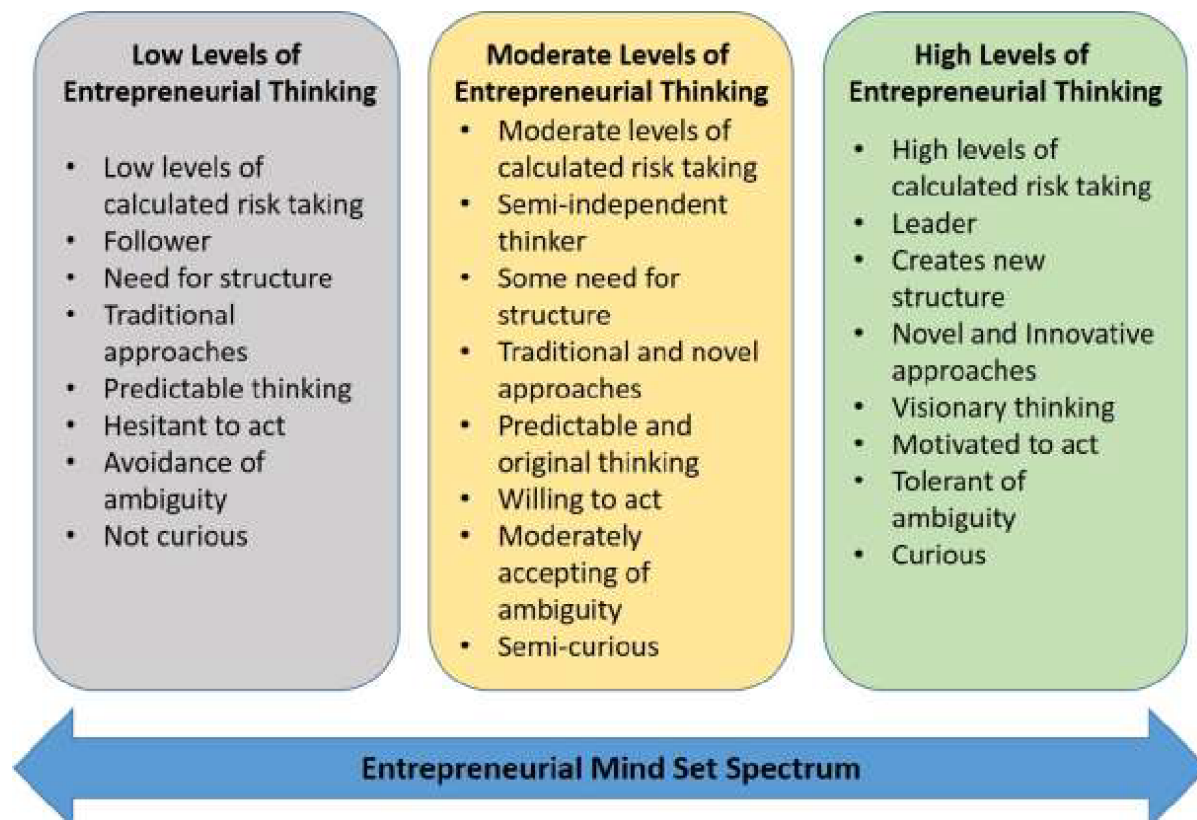 Low Levels of
Entrepreneurial Thinking
• Low levels of
calculated risk taking
• Follower
• Need for structure
• Traditional
approaches
• Predictable thinking
• Hesitant to act
• Avoidance of
ambiguity
• Not curious
Moderate Levels of
Entrepreneurial Thinking
• Moderate levels of
calculated risk taking
• Semi-independent
thinker
• Some need for
structure
• Traditional and novel
approaches
• Predictable and
original thinking
• Willing to act
• Moderately
accepting of
ambiguity
• Semi-curious
High Levels of
Entrepreneurial Thinking
• High levels of
calculated risk taking
• Leader
• Creates new
structure
• Novel and Innovative
approaches
• Visionary thinking
• Motivated to act
• Tolerant of
ambiguity
• Curious
Entrepreneurial Mind Set Spectrum